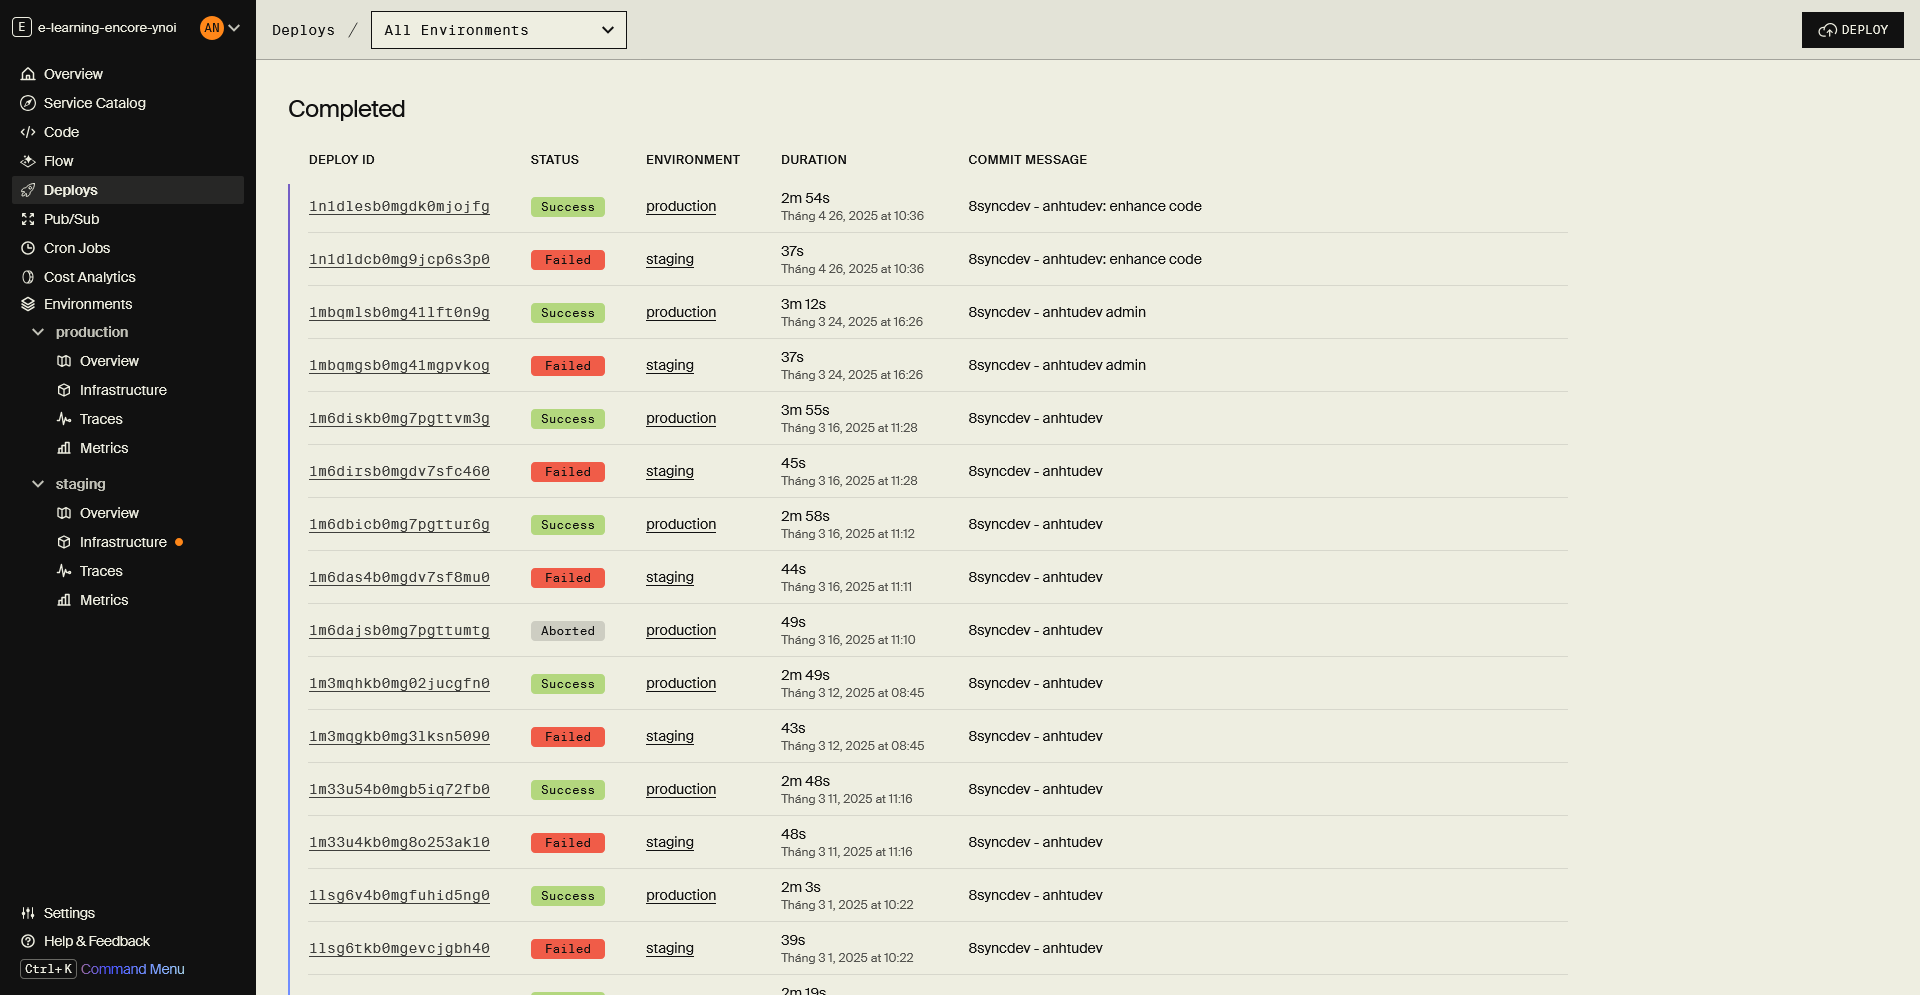 E e-learning-encore-ynoi AN
Overview
Service Catalog
Code
Flow
Deploys
Pub/Sub
Cron Jobs
Cost Analytics
Environments
production
Overview
Infrastructure
Traces
Metrics
staging
Overview
Infrastructure
Traces
Metrics
Settings
Help & Feedback
Ctrl+K Command Menu
Deploys / All Environments
DEPLOY
Completed
DEPLOY ID STATUS ENVIRONMENT DURATION COMMIT MESSAGE
1n1dlesb0mgdk0mjojfg Success production 2m 54s 8syncdev - anhtudev: enhance code
Tháng 4 26, 2025 at 10:36
1n1dldcb0mg9jcp6s3p0 Failed staging 37s 8syncdev - anhtudev: enhance code
Tháng 4 26, 2025 at 10:36
1mbqmlsb0mg41lft0n9g Success production 3m 12s 8syncdev - anhtudev admin
Tháng 3 24, 2025 at 16:26
1mbqmgsb0mg41mgpvkog Failed staging 37s 8syncdev - anhtudev admin
Tháng 3 24, 2025 at 16:26
1m6diskb0mg7pgttvm3g Success production 3m 55s 8syncdev - anhtudev
Tháng 3 16, 2025 at 11:28
1m6dirsb0mgdv7sfc460 Failed staging 45s 8syncdev - anhtudev
Tháng 3 16, 2025 at 11:28
1m6dbicb0mg7pgttur6g Success production 2m 58s 8syncdev - anhtudev
Tháng 3 16, 2025 at 11:12
1m6das4b0mgdv7sf8mu0 Failed staging 44s 8syncdev - anhtudev
Tháng 3 16, 2025 at 11:11
1m6dajsb0mg7pgttumtg Aborted production 49s 8syncdev - anhtudev
Tháng 3 16, 2025 at 11:10
1m3mqhkb0mg02jucgfn0 Success production 2m 49s 8syncdev - anhtudev
Tháng 3 12, 2025 at 08:45
1m3mqgkb0mg3lksn5090 Failed staging 43s 8syncdev - anhtudev
Tháng 3 12, 2025 at 08:45
1m33u54b0mgb5iq72fb0 Success production 2m 48s 8syncdev - anhtudev
Tháng 3 11, 2025 at 11:16
1m33u4kb0mg8o253ak10 Failed staging 48s 8syncdev - anhtudev
Tháng 3 11, 2025 at 11:16
1lsg6v4b0mgfuhid5ng0 Success production 2m 3s 8syncdev - anhtudev
Tháng 3 1, 2025 at 10:22
1lsg6tkb0mgevcjgbh40 Failed staging 39s 8syncdev - anhtudev
Tháng 3 1, 2025 at 10:22
2m 19s